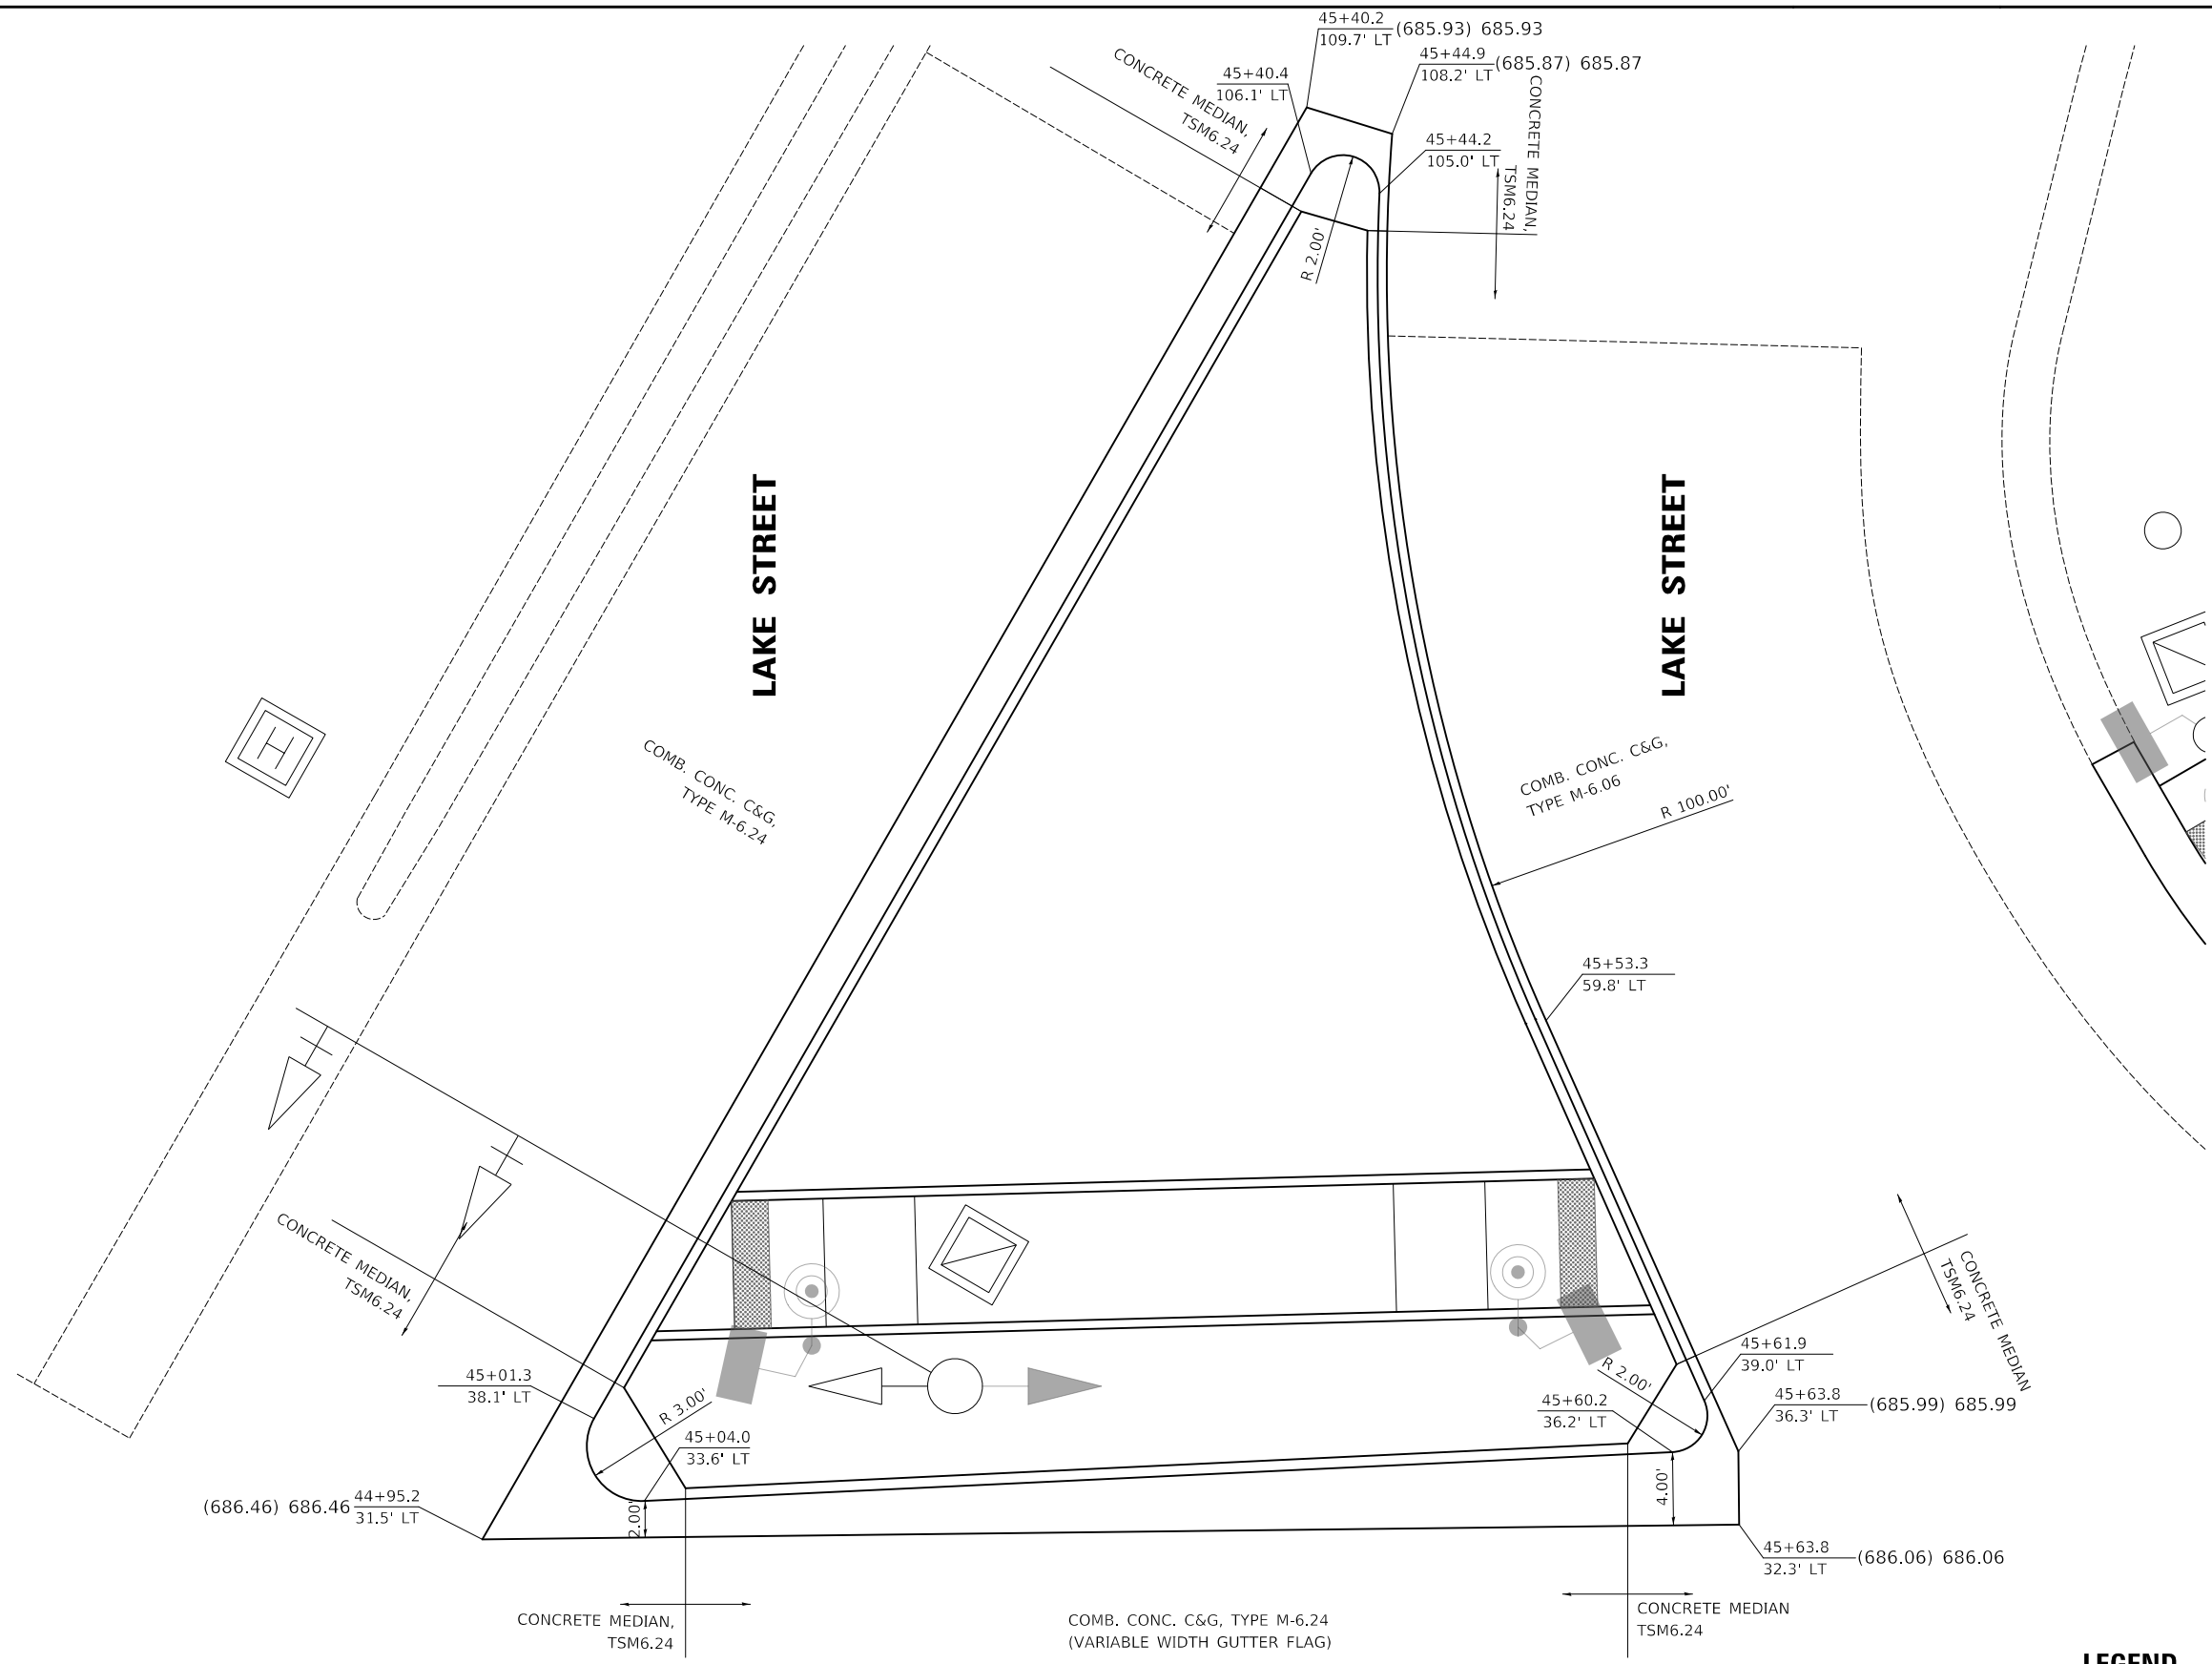 45+40.2
109.7' LT
(685.93) 685.93
45+44.9
108.2' LT
(685.87) 685.87
CONCRETE MEDIAN,
TSM6.24
45+40.4
106.1' LT
CONCRETE MEDIAN,
TSM6.24
45+44.2
105.0' LT
R 2.00'
LAKE STREET
LAKE STREET
H
COMB. CONC. C&G,
TYPE M-6.24
COMB. CONC. C&G,
TYPE M-6.06
R 100.00'
45+53.3
59.8' LT
CONCRETE MEDIAN,
TSM6.24
CONCRETE MEDIAN
TSM6.24
45+01.3
38.1' LT
R 3.00'
45+04.0
33.6' LT
R 2.00'
45+61.9
39.0' LT
45+60.2
36.2' LT
45+63.8
36.3' LT
(685.99) 685.99
(686.46) 686.46
44+95.2
31.5' LT
2.00'
4.00'
45+63.8
32.3' LT
(686.06) 686.06
CONCRETE MEDIAN,
TSM6.24
COMB. CONC. C&G, TYPE M-6.24
(VARIABLE WIDTH GUTTER FLAG)
CONCRETE MEDIAN
TSM6.24
LEGEND